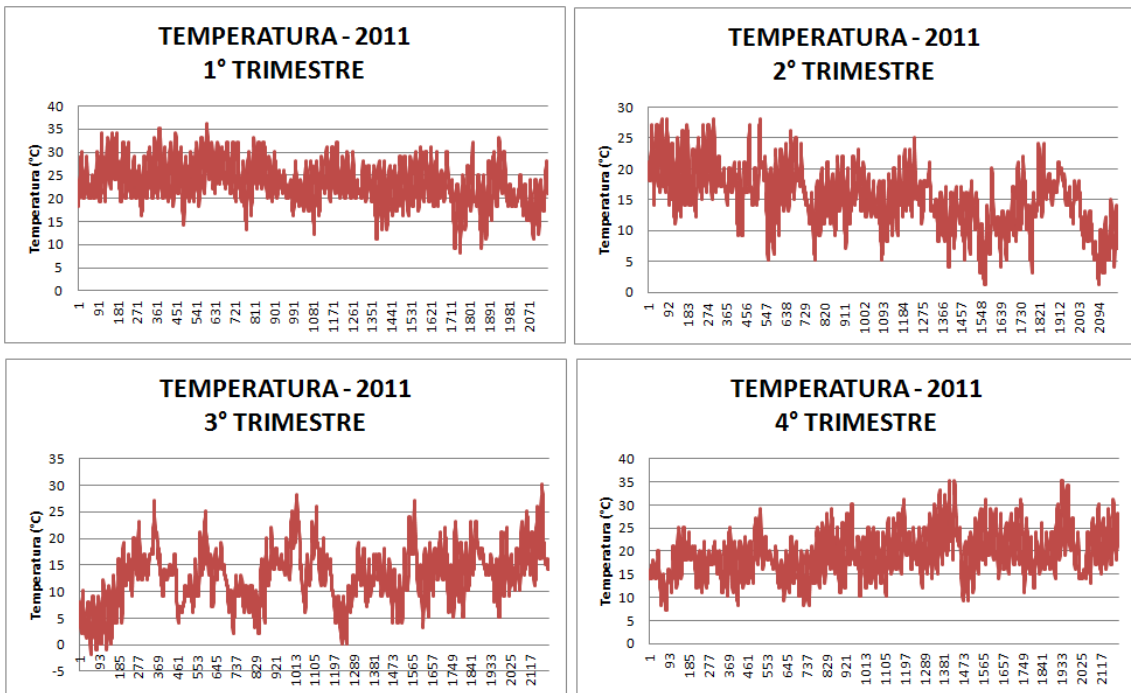 TEMPERATURA - 2011
1° TRIMESTRE
Temperatura (°C)
40
35
30
25
20
15
10
5
0
1 91 181 271 361 451 541 631 721 811 901 991 1081 1171 1261 1351 1441 1531 1621 1711 1801 1891 1981 2071
TEMPERATURA - 2011
2° TRIMESTRE
Temperatura (°C)
30
25
20
15
10
5
0
1 92 183 274 365 456 547 638 729 820 911 1002 1093 1184 1275 1366 1457 1548 1639 1730 1821 1912 2003 2094
TEMPERATURA - 2011
3° TRIMESTRE
Temperatura (°C)
35
30
25
20
15
10
5
0
-5
1 93 185 277 369 461 553 645 737 829 921 1013 1105 1197 1289 1381 1473 1565 1657 1749 1841 1933 2025 2117
TEMPERATURA - 2011
4° TRIMESTRE
Temperatura (°C)
40
35
30
25
20
15
10
5
0
1 93 185 277 369 461 553 645 737 829 921 1013 1105 1197 1289 1381 1473 1565 1657 1749 1841 1933 2025 2117